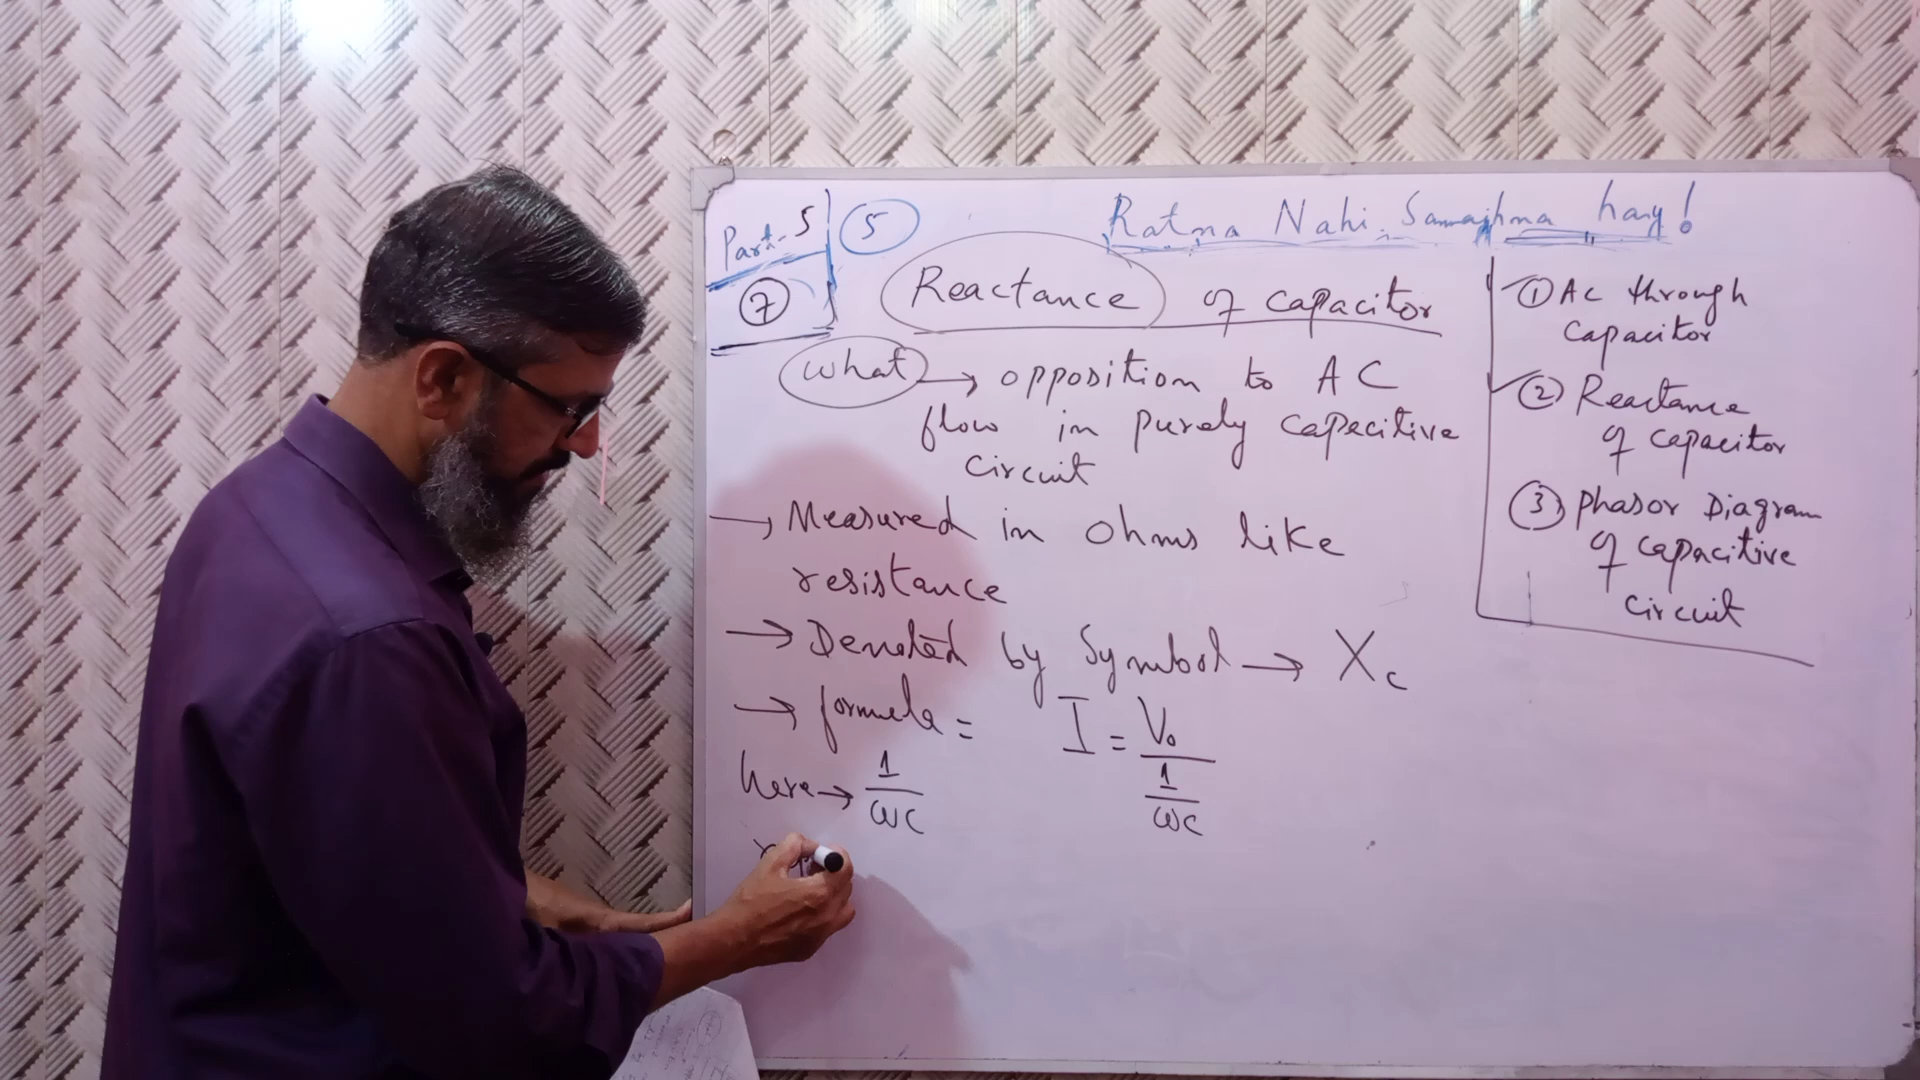 Part-5
5
7
Ratna Nahi Samajhna hay!
Reactance of capacitor
What → opposition to AC
flow in purely capecitive
circuit
→ Measured in ohms like
resistance
→ Denoted by Symbol → Xc
→ formula = I = V₀
1/ωC
here → 1/ωC
① AC through
capacitor
② Reactance
of capacitor
③ Phasor Diagram
of capacitive
circuit